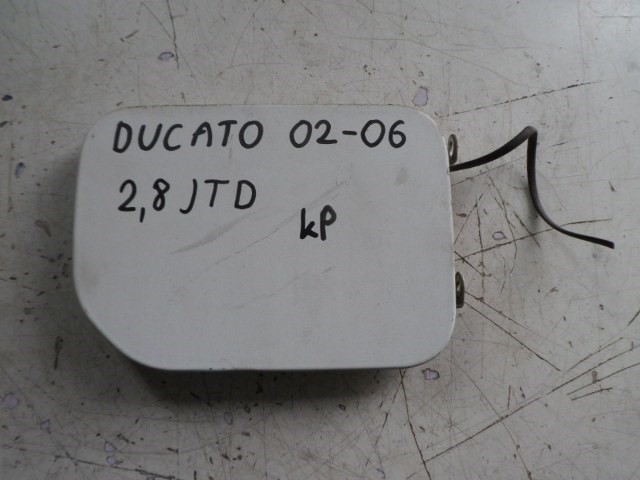 DUCATO 02-06
2,8 JTD
kP